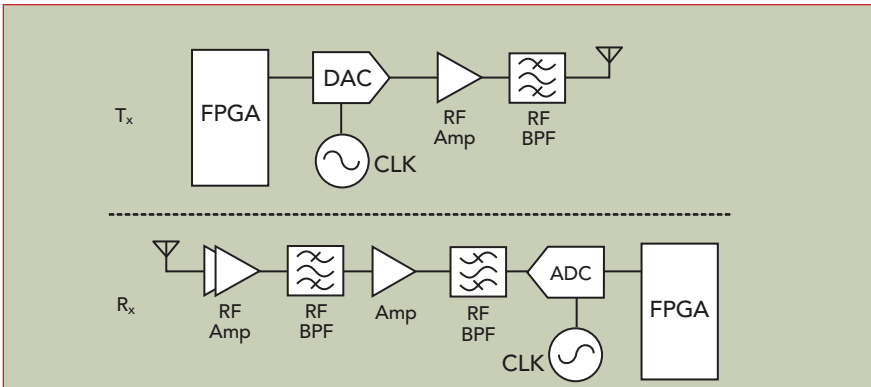 Tx
FPGA
DAC
CLK
RF
Amp
RF
BPF
Rx
RF
Amp
RF
BPF
Amp
RF
BPF
ADC
CLK
FPGA